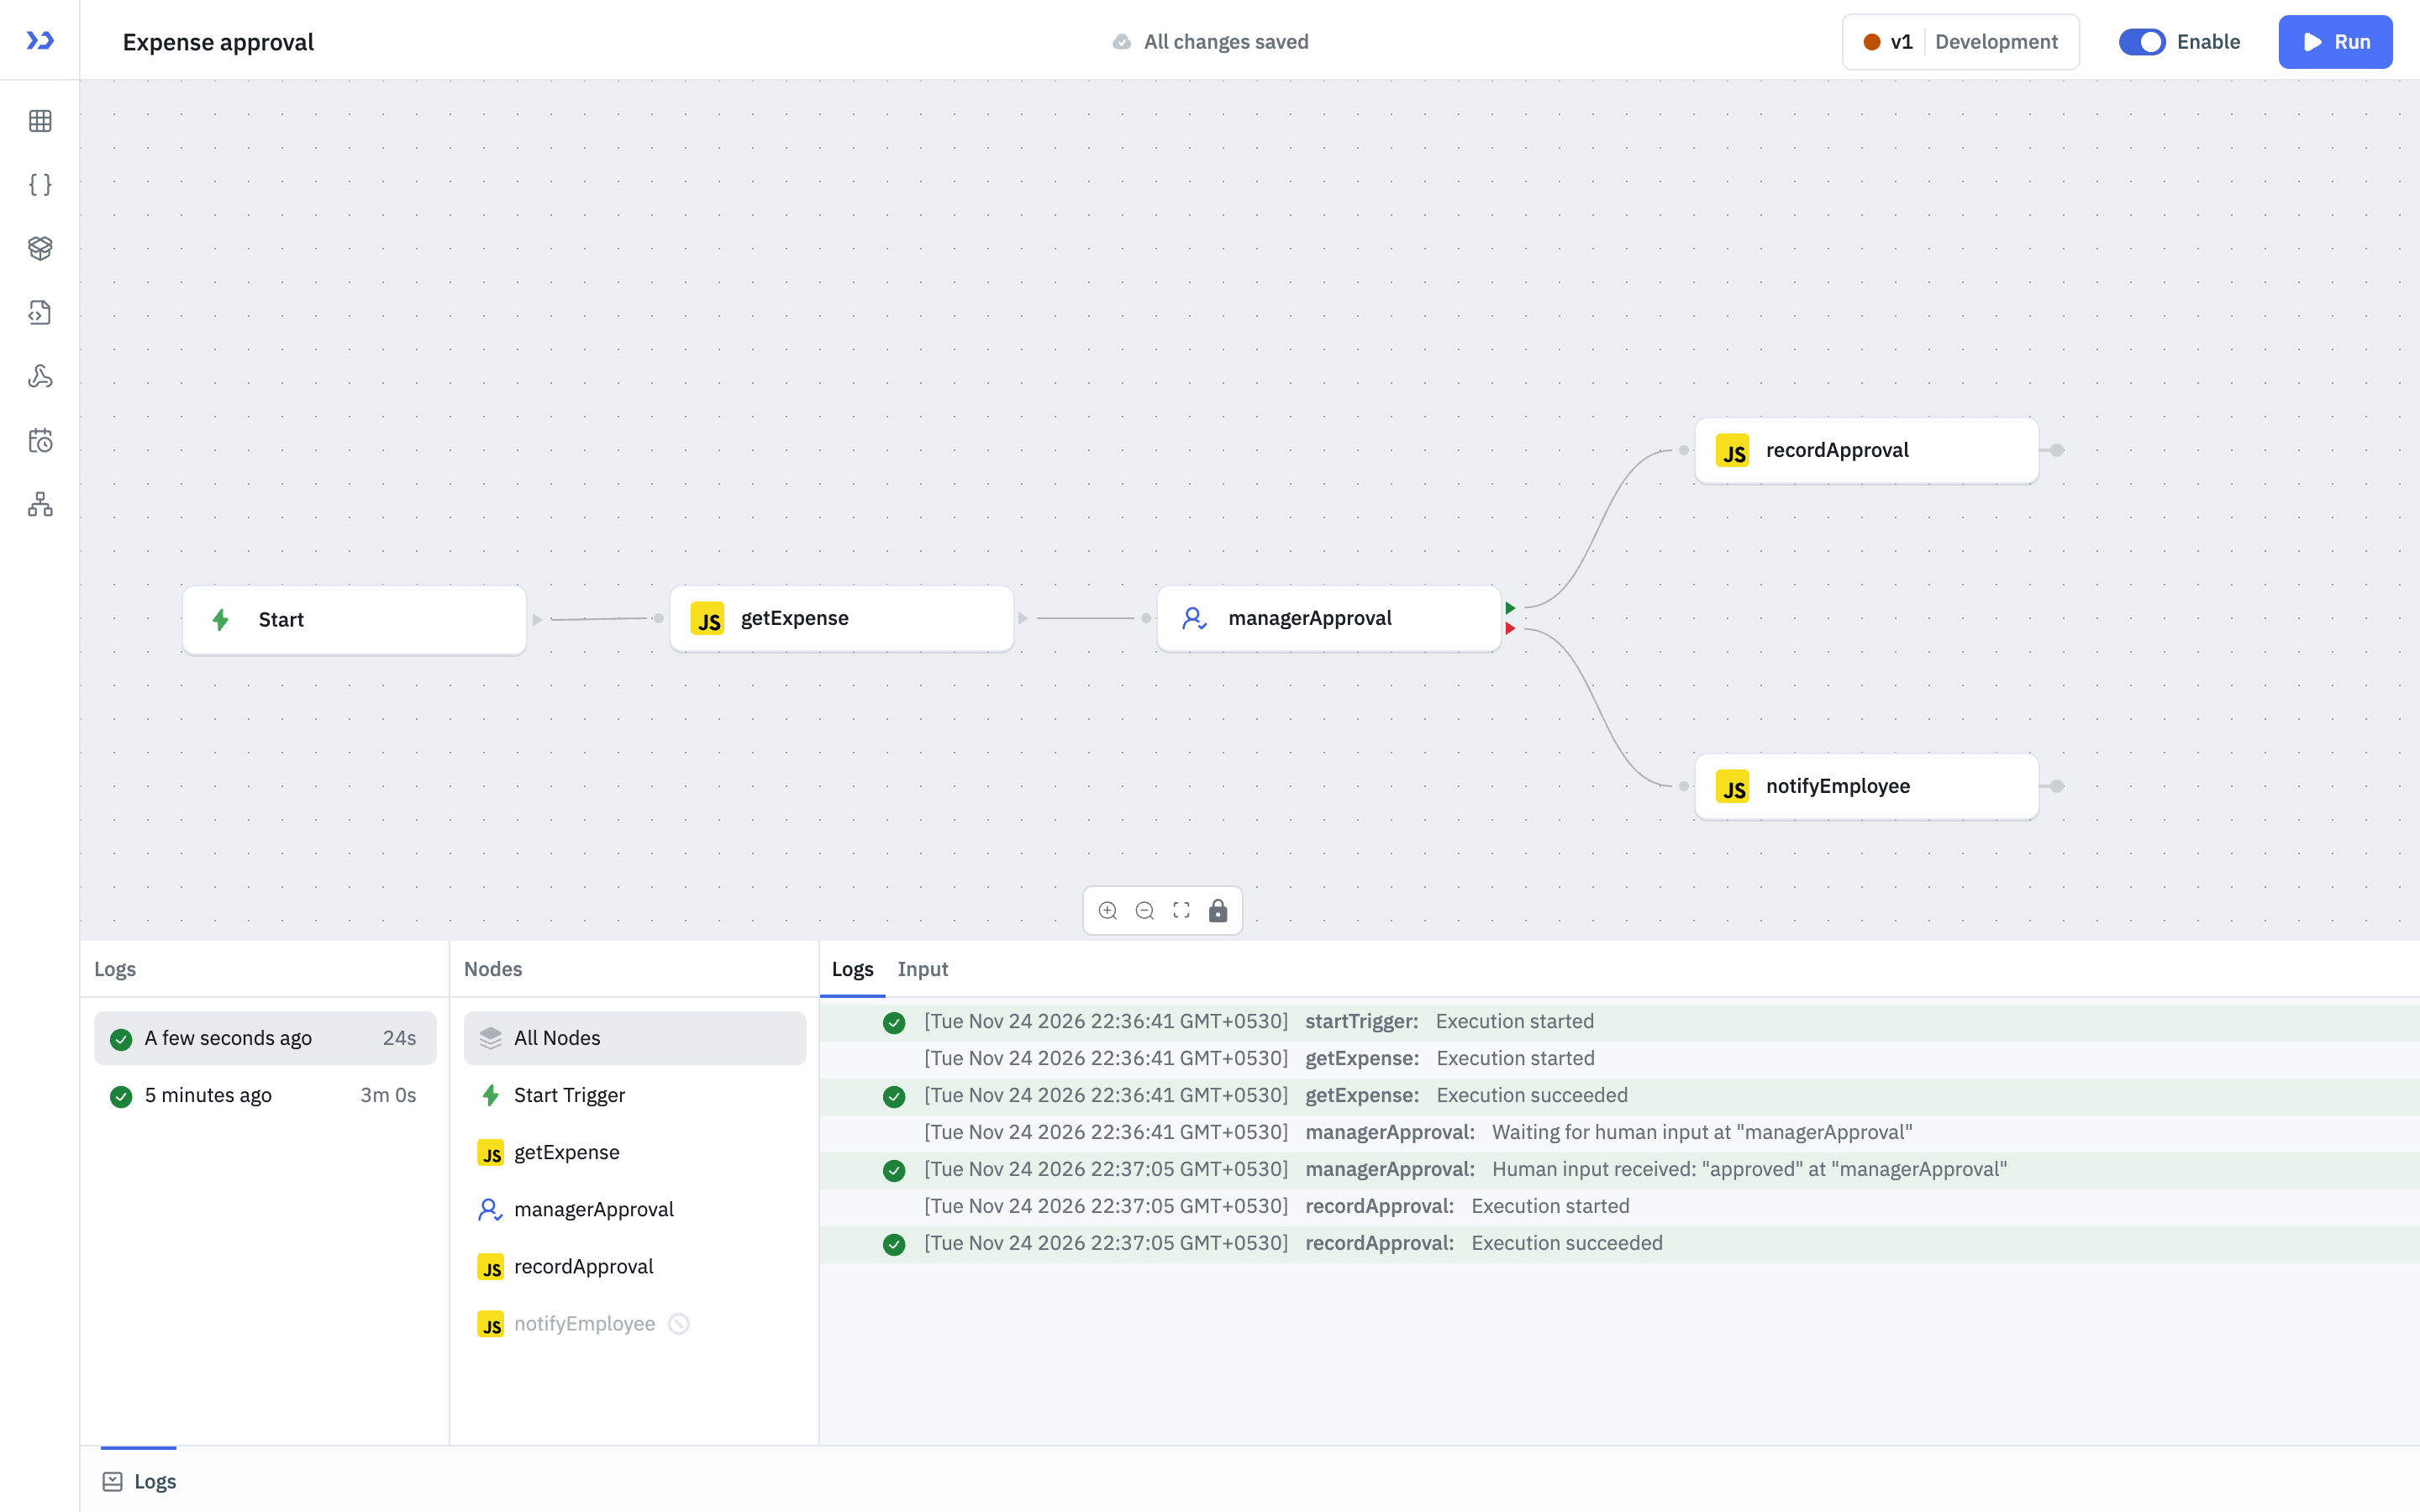 Expense approval
All changes saved
v1 Development
Enable
Run
JS recordApproval
Start
JS getExpense
managerApproval
JS notifyEmployee
Logs
A few seconds ago 24s
5 minutes ago 3m 0s
Nodes
All Nodes
Start Trigger
JS getExpense
managerApproval
JS recordApproval
JS notifyEmployee
Logs Input
[Tue Nov 24 2026 22:36:41 GMT+0530] startTrigger: Execution started
[Tue Nov 24 2026 22:36:41 GMT+0530] getExpense: Execution started
[Tue Nov 24 2026 22:36:41 GMT+0530] getExpense: Execution succeeded
[Tue Nov 24 2026 22:36:41 GMT+0530] managerApproval: Waiting for human input at "managerApproval"
[Tue Nov 24 2026 22:37:05 GMT+0530] managerApproval: Human input received: "approved" at "managerApproval"
[Tue Nov 24 2026 22:37:05 GMT+0530] recordApproval: Execution started
[Tue Nov 24 2026 22:37:05 GMT+0530] recordApproval: Execution succeeded
Logs